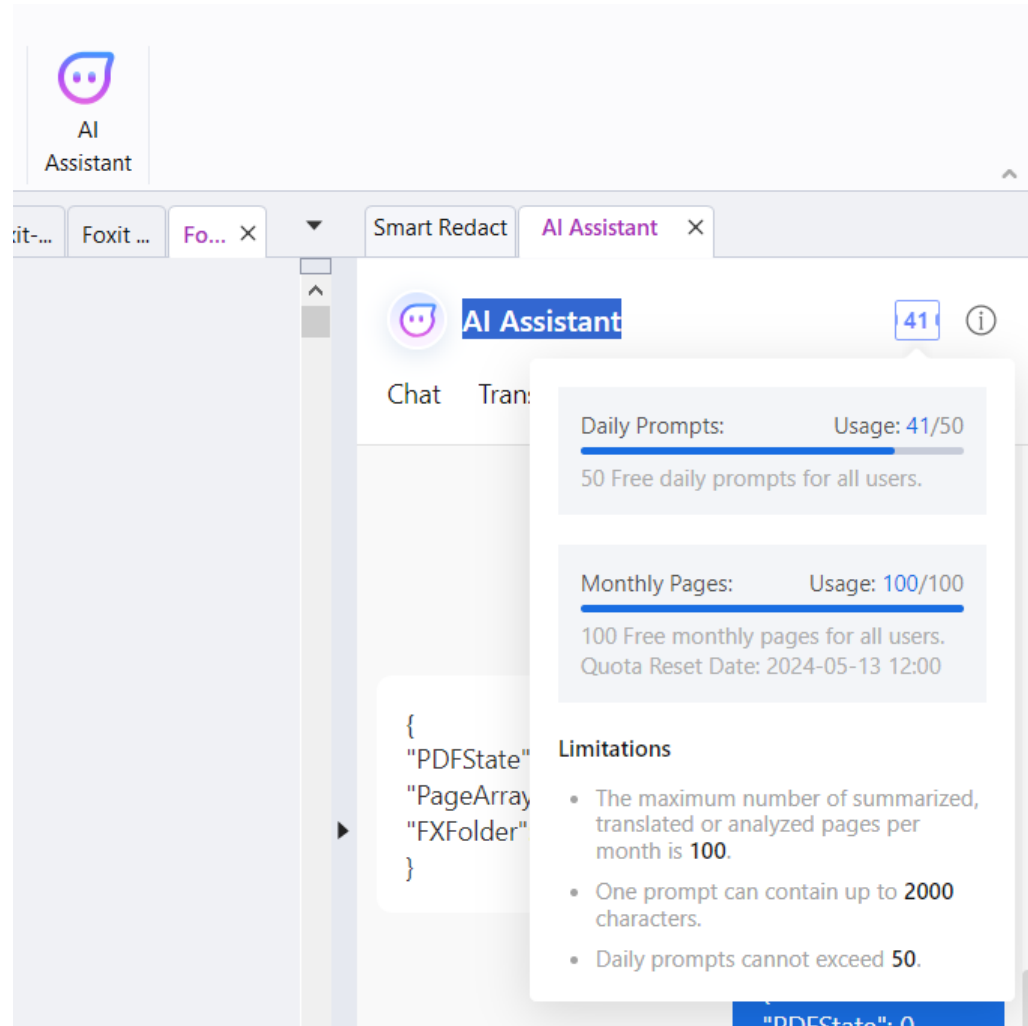 AI
Assistant
Foxit ...
Fo...
Smart Redact
AI Assistant
AI Assistant
41
Chat
Daily Prompts: Usage: 41/50
50 Free daily prompts for all users.
Monthly Pages: Usage: 100/100
100 Free monthly pages for all users.
Quota Reset Date: 2024-05-13 12:00
{
"PDFState"
"PageArray
"FXFolder"
}
Limitations
• The maximum number of summarized,
translated or analyzed pages per
month is 100.
• One prompt can contain up to 2000
characters.
• Daily prompts cannot exceed 50.
"PDFState": 0